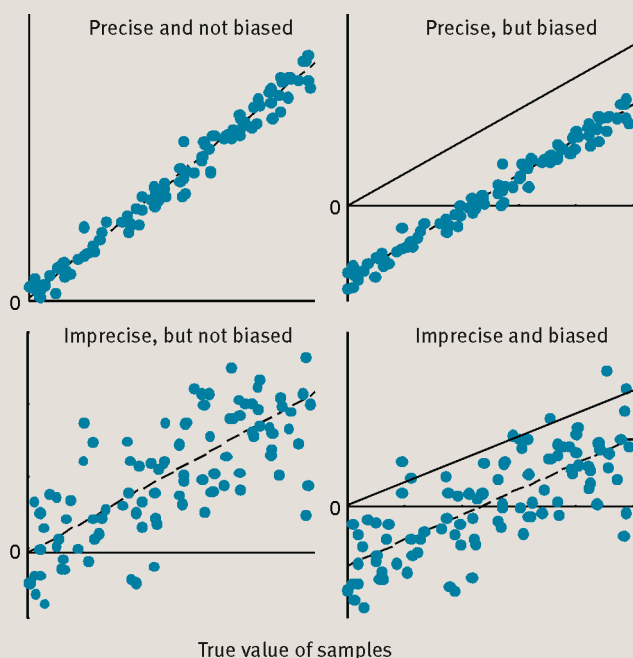 Precise and not biased
Precise, but biased
0
0
Imprecise, but not biased
Imprecise and biased
0
0
True value of samples